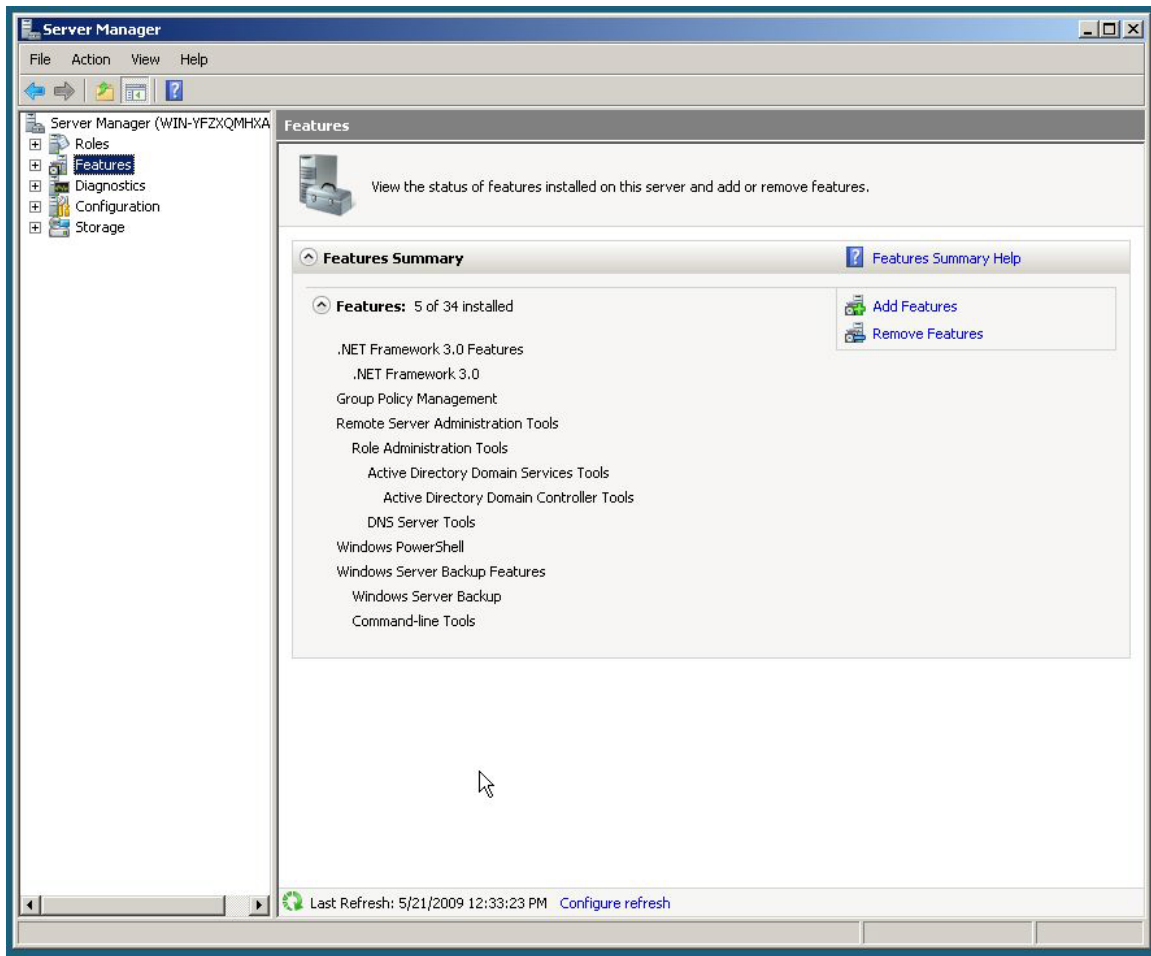 Server Manager
File Action View Help
Server Manager (WIN-YFZXQMHXA
Roles
Features
Diagnostics
Configuration
Storage
Features
View the status of features installed on this server and add or remove features.
Features Summary
Features Summary Help
Features: 5 of 34 installed
Add Features
Remove Features
.NET Framework 3.0 Features
.NET Framework 3.0
Group Policy Management
Remote Server Administration Tools
Role Administration Tools
Active Directory Domain Services Tools
Active Directory Domain Controller Tools
DNS Server Tools
Windows PowerShell
Windows Server Backup Features
Windows Server Backup
Command-line Tools
Last Refresh: 5/21/2009 12:33:23 PM Configure refresh